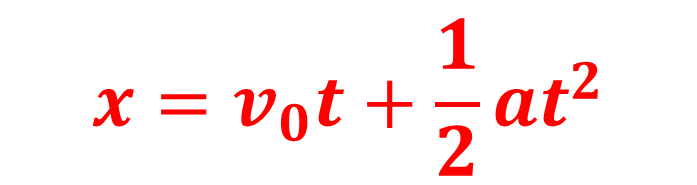 x = v₀t + ½at²